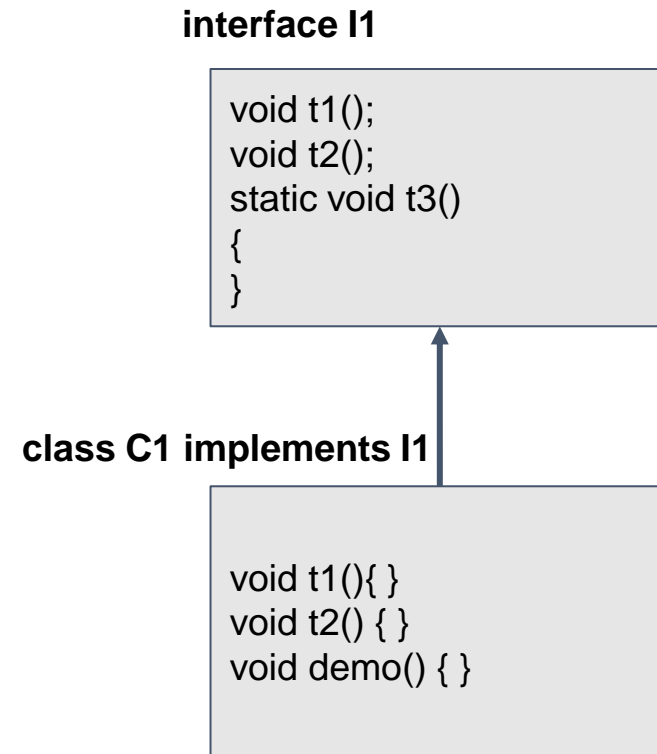 interface I1
void t1();
void t2();
static void t3()
{
}
class C1 implements I1
void t1(){ }
void t2() { }
void demo() { }